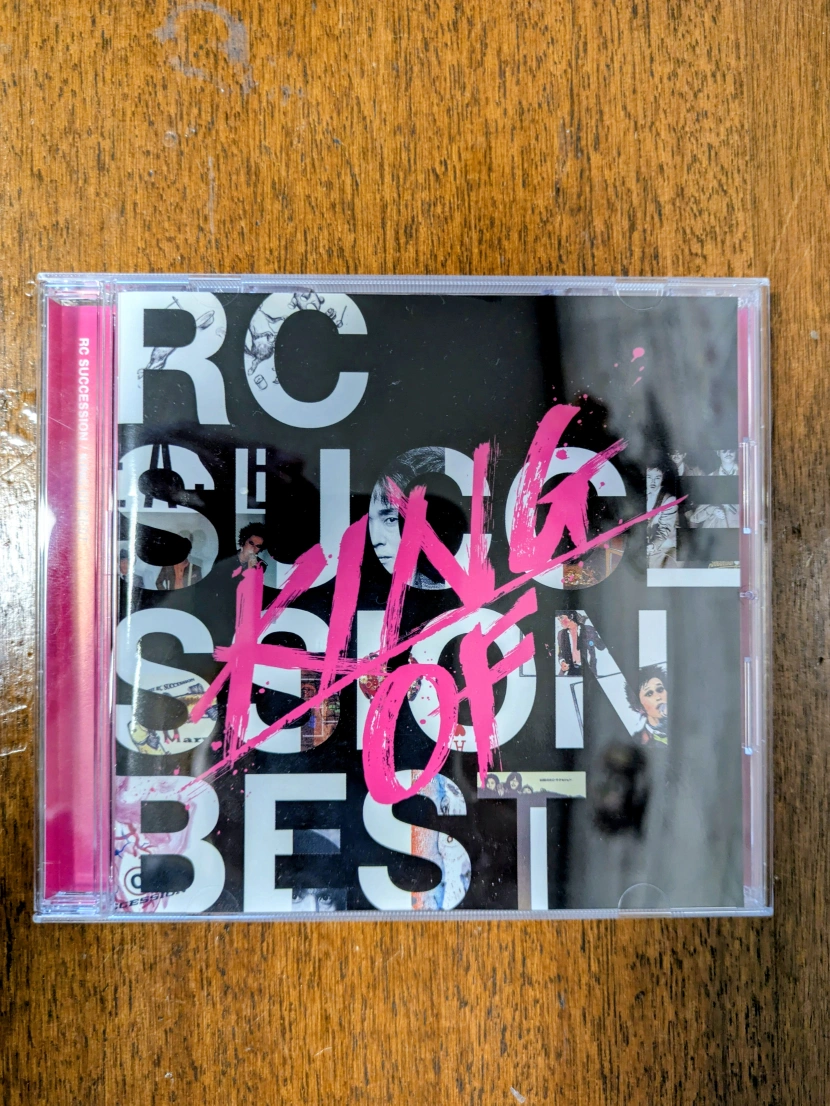 RC SUCCESSION
RC
SUCCE
SSION
BEST
KING
OF